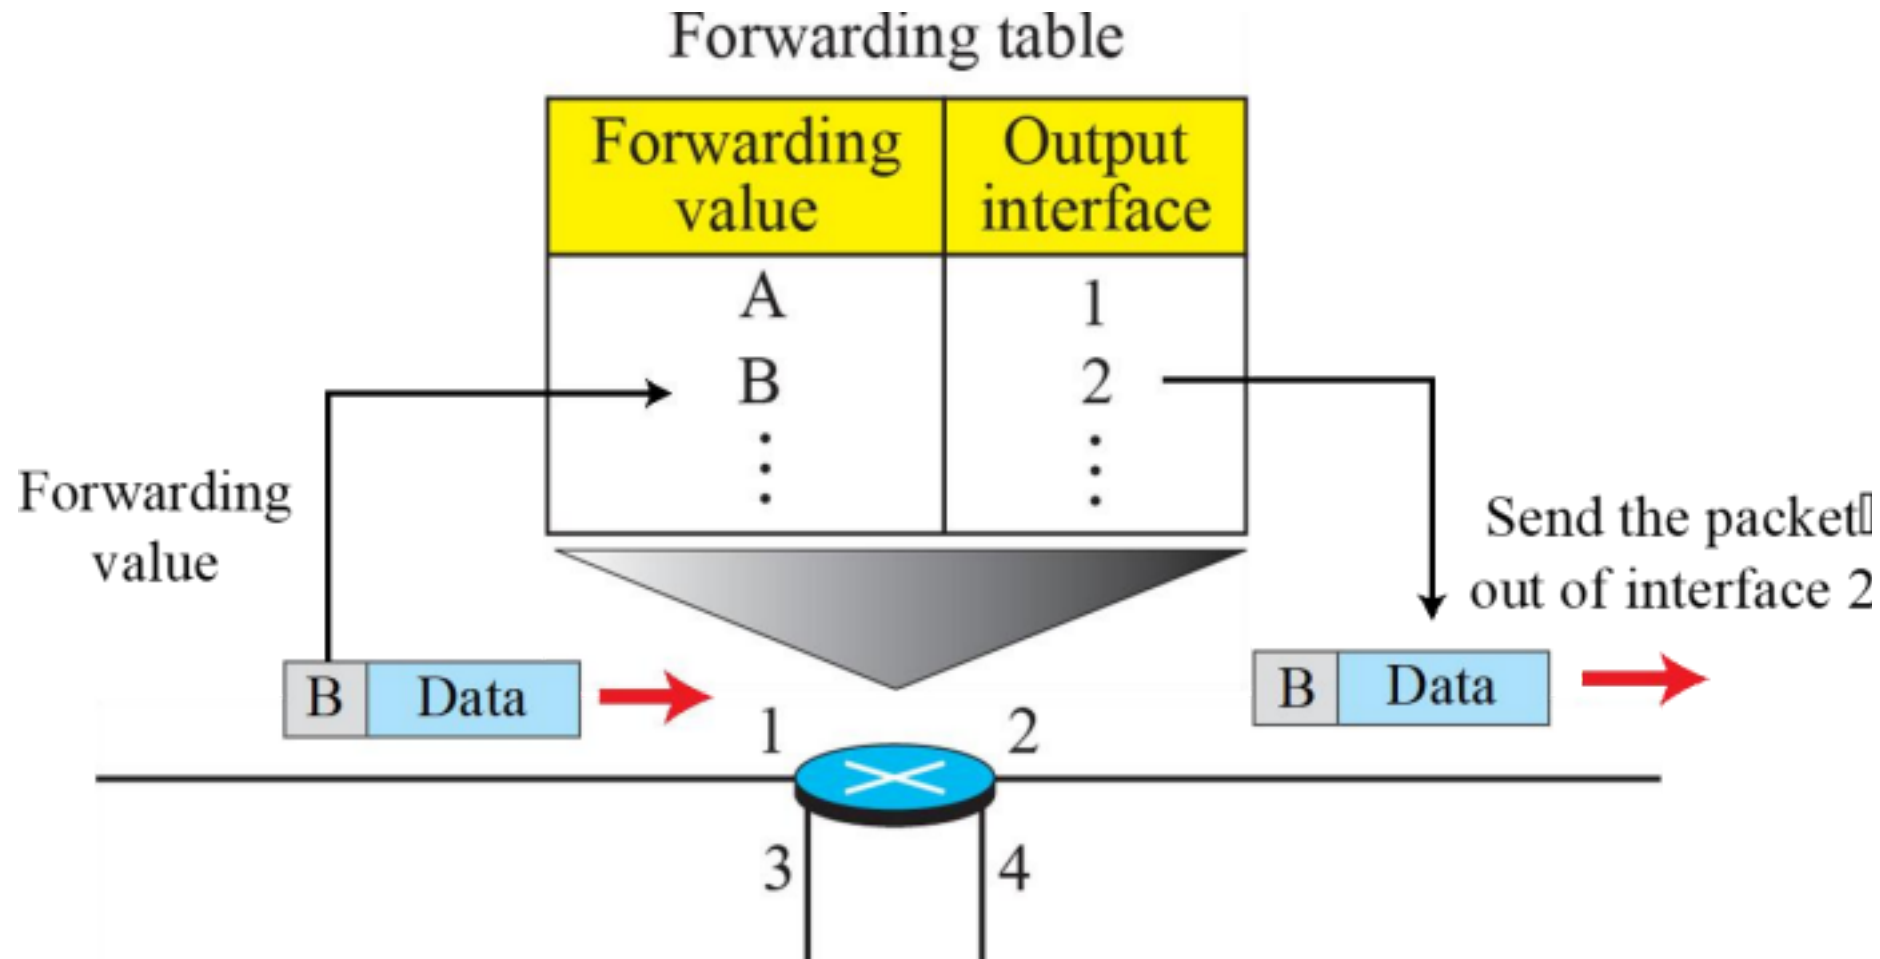 Forwarding table
Forwarding
value
Output
interface
A
1
B
2
Forwarding
value
Send the packet
out of interface 2
B
Data
B
Data
1
2
3
4